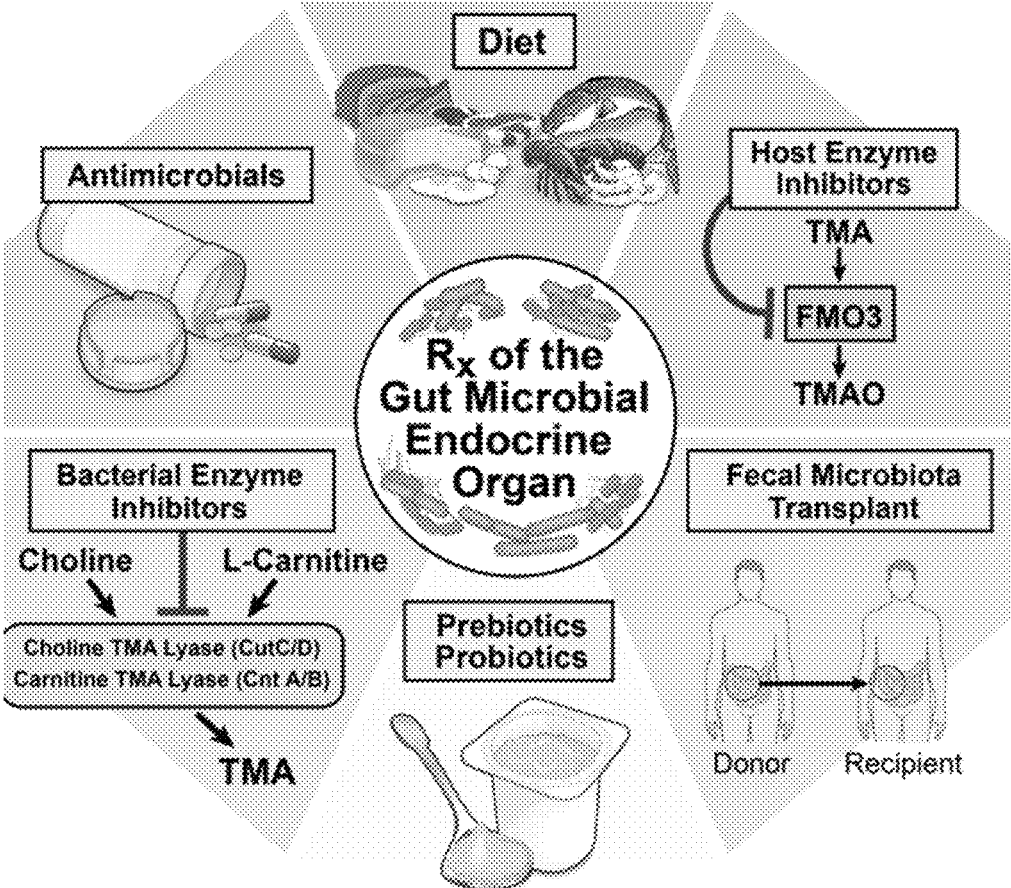 Diet
Antimicrobials
Host Enzyme
Inhibitors
TMA
FMO3
TMAO
Rx of the
Gut Microbial
Endocrine
Organ
Bacterial Enzyme
Inhibitors
Choline
L-Carnitine
Choline TMA Lyase (CutC/D)
Carnitine TMA Lyase (Cnt A/B)
TMA
Prebiotics
Probiotics
Fecal Microbiota
Transplant
Donor
Recipient